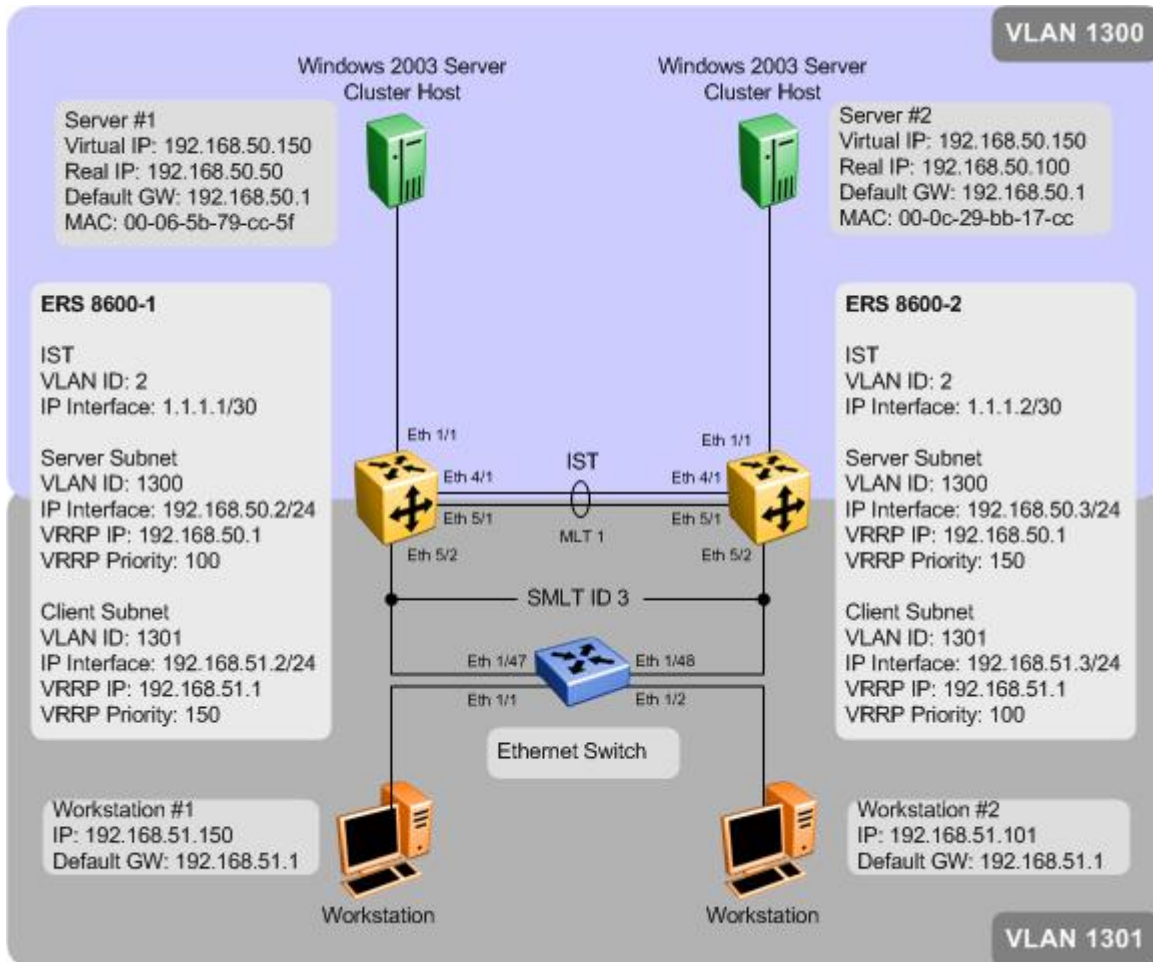 VLAN 1300
Windows 2003 Server
Cluster Host
Windows 2003 Server
Cluster Host
Server #1
Virtual IP: 192.168.50.150
Real IP: 192.168.50.50
Default GW: 192.168.50.1
MAC: 00-06-5b-79-cc-5f
Server #2
Virtual IP: 192.168.50.150
Real IP: 192.168.50.100
Default GW: 192.168.50.1
MAC: 00-0c-29-bb-17-cc
ERS 8600-1
IST
VLAN ID: 2
IP Interface: 1.1.1.1/30
Server Subnet
VLAN ID: 1300
IP Interface: 192.168.50.2/24
VRRP IP: 192.168.50.1
VRRP Priority: 100
Client Subnet
VLAN ID: 1301
IP Interface: 192.168.51.2/24
VRRP IP: 192.168.51.1
VRRP Priority: 150
Eth 1/1
Eth 4/1
Eth 5/1
Eth 5/2
IST
MLT 1
Eth 1/1
Eth 4/1
Eth 5/1
Eth 5/2
ERS 8600-2
IST
VLAN ID: 2
IP Interface: 1.1.1.2/30
Server Subnet
VLAN ID: 1300
IP Interface: 192.168.50.3/24
VRRP IP: 192.168.50.1
VRRP Priority: 150
Client Subnet
VLAN ID: 1301
IP Interface: 192.168.51.3/24
VRRP IP: 192.168.51.1
VRRP Priority: 100
SMLT ID 3
Eth 1/47
Eth 1/48
Eth 1/1
Eth 1/2
Ethernet Switch
Workstation #1
IP: 192.168.51.150
Default GW: 192.168.51.1
Workstation
Workstation #2
IP: 192.168.51.101
Default GW: 192.168.51.1
Workstation
VLAN 1301